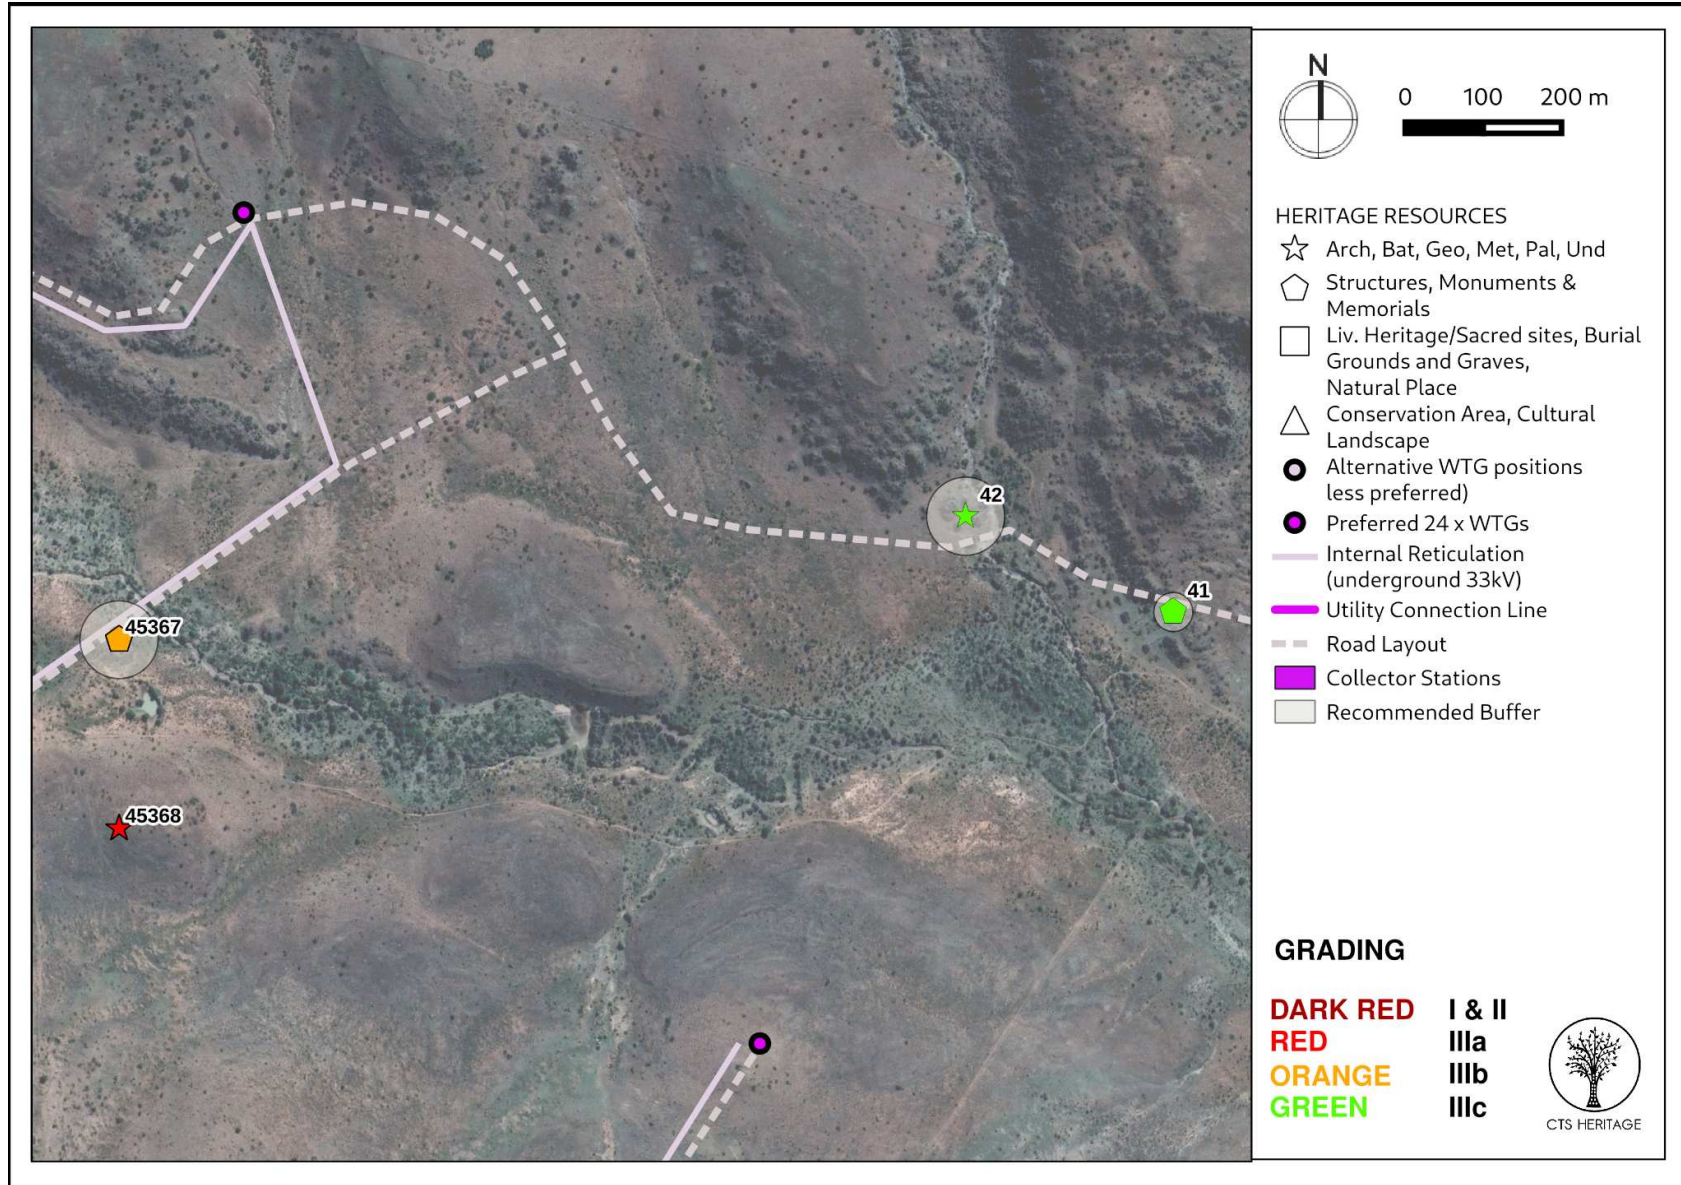 N
0 100 200 m
HERITAGE RESOURCES
Arch, Bat, Geo, Met, Pal, Und
Structures, Monuments &
Memorials
Liv. Heritage/Sacred sites, Burial
Grounds and Graves,
Natural Place
Conservation Area, Cultural
Landscape
Alternative WTG positions
less preferred)
Preferred 24 x WTGs
Internal Reticulation
(underground 33kV)
Utility Connection Line
Road Layout
Collector Stations
Recommended Buffer
42
41
45367
45368
GRADING
DARK RED I & II
RED IIIa
ORANGE IIIb
GREEN IIIc
CTS HERITAGE